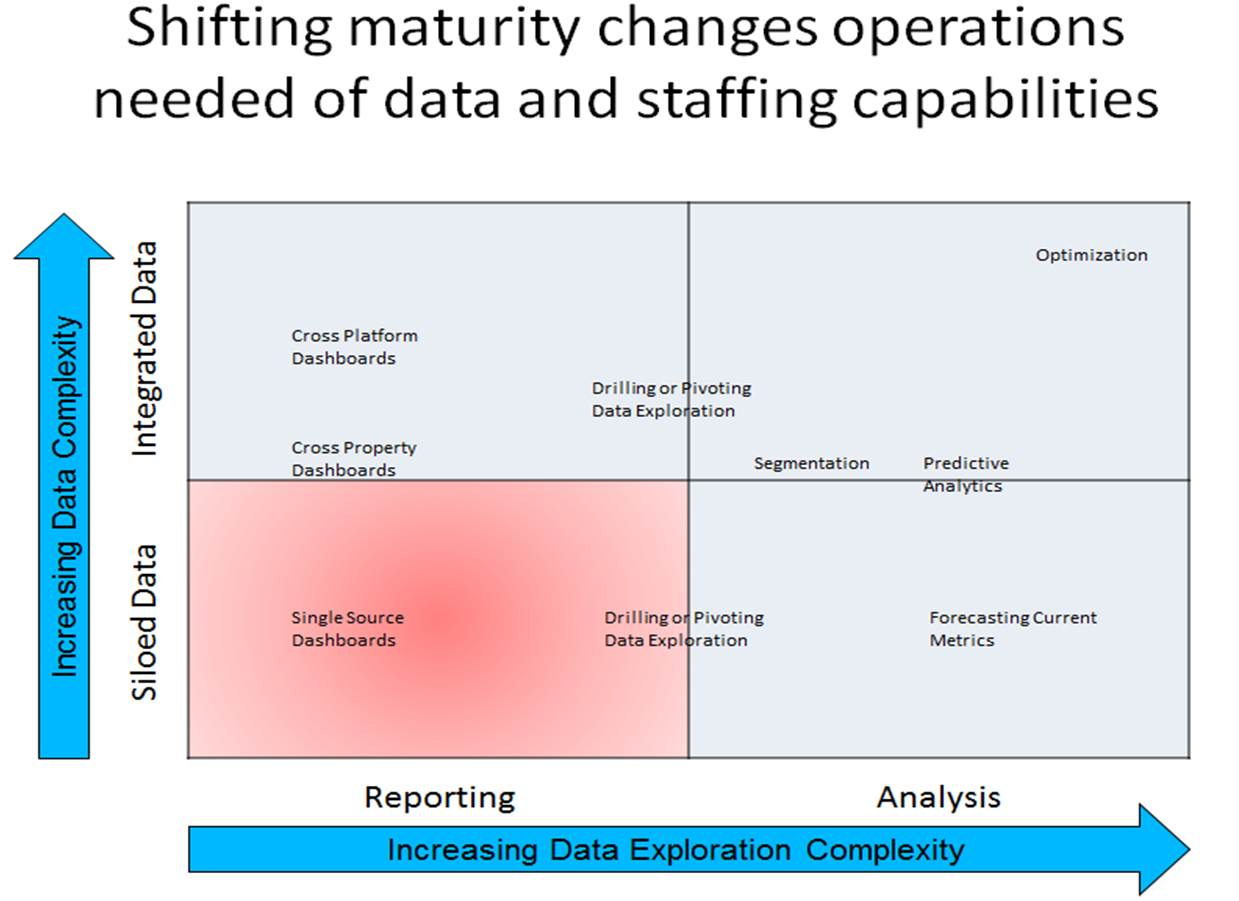 Shifting maturity changes operations
needed of data and staffing capabilities
Increasing Data Complexity
Integrated Data
Siloed Data
Optimization
Cross Platform
Dashboards
Drilling or Pivoting
Data Exploration
Cross Property
Dashboards
Segmentation
Predictive
Analytics
Single Source
Dashboards
Drilling or Pivoting
Data Exploration
Forecasting Current
Metrics
Reporting
Analysis
Increasing Data Exploration Complexity